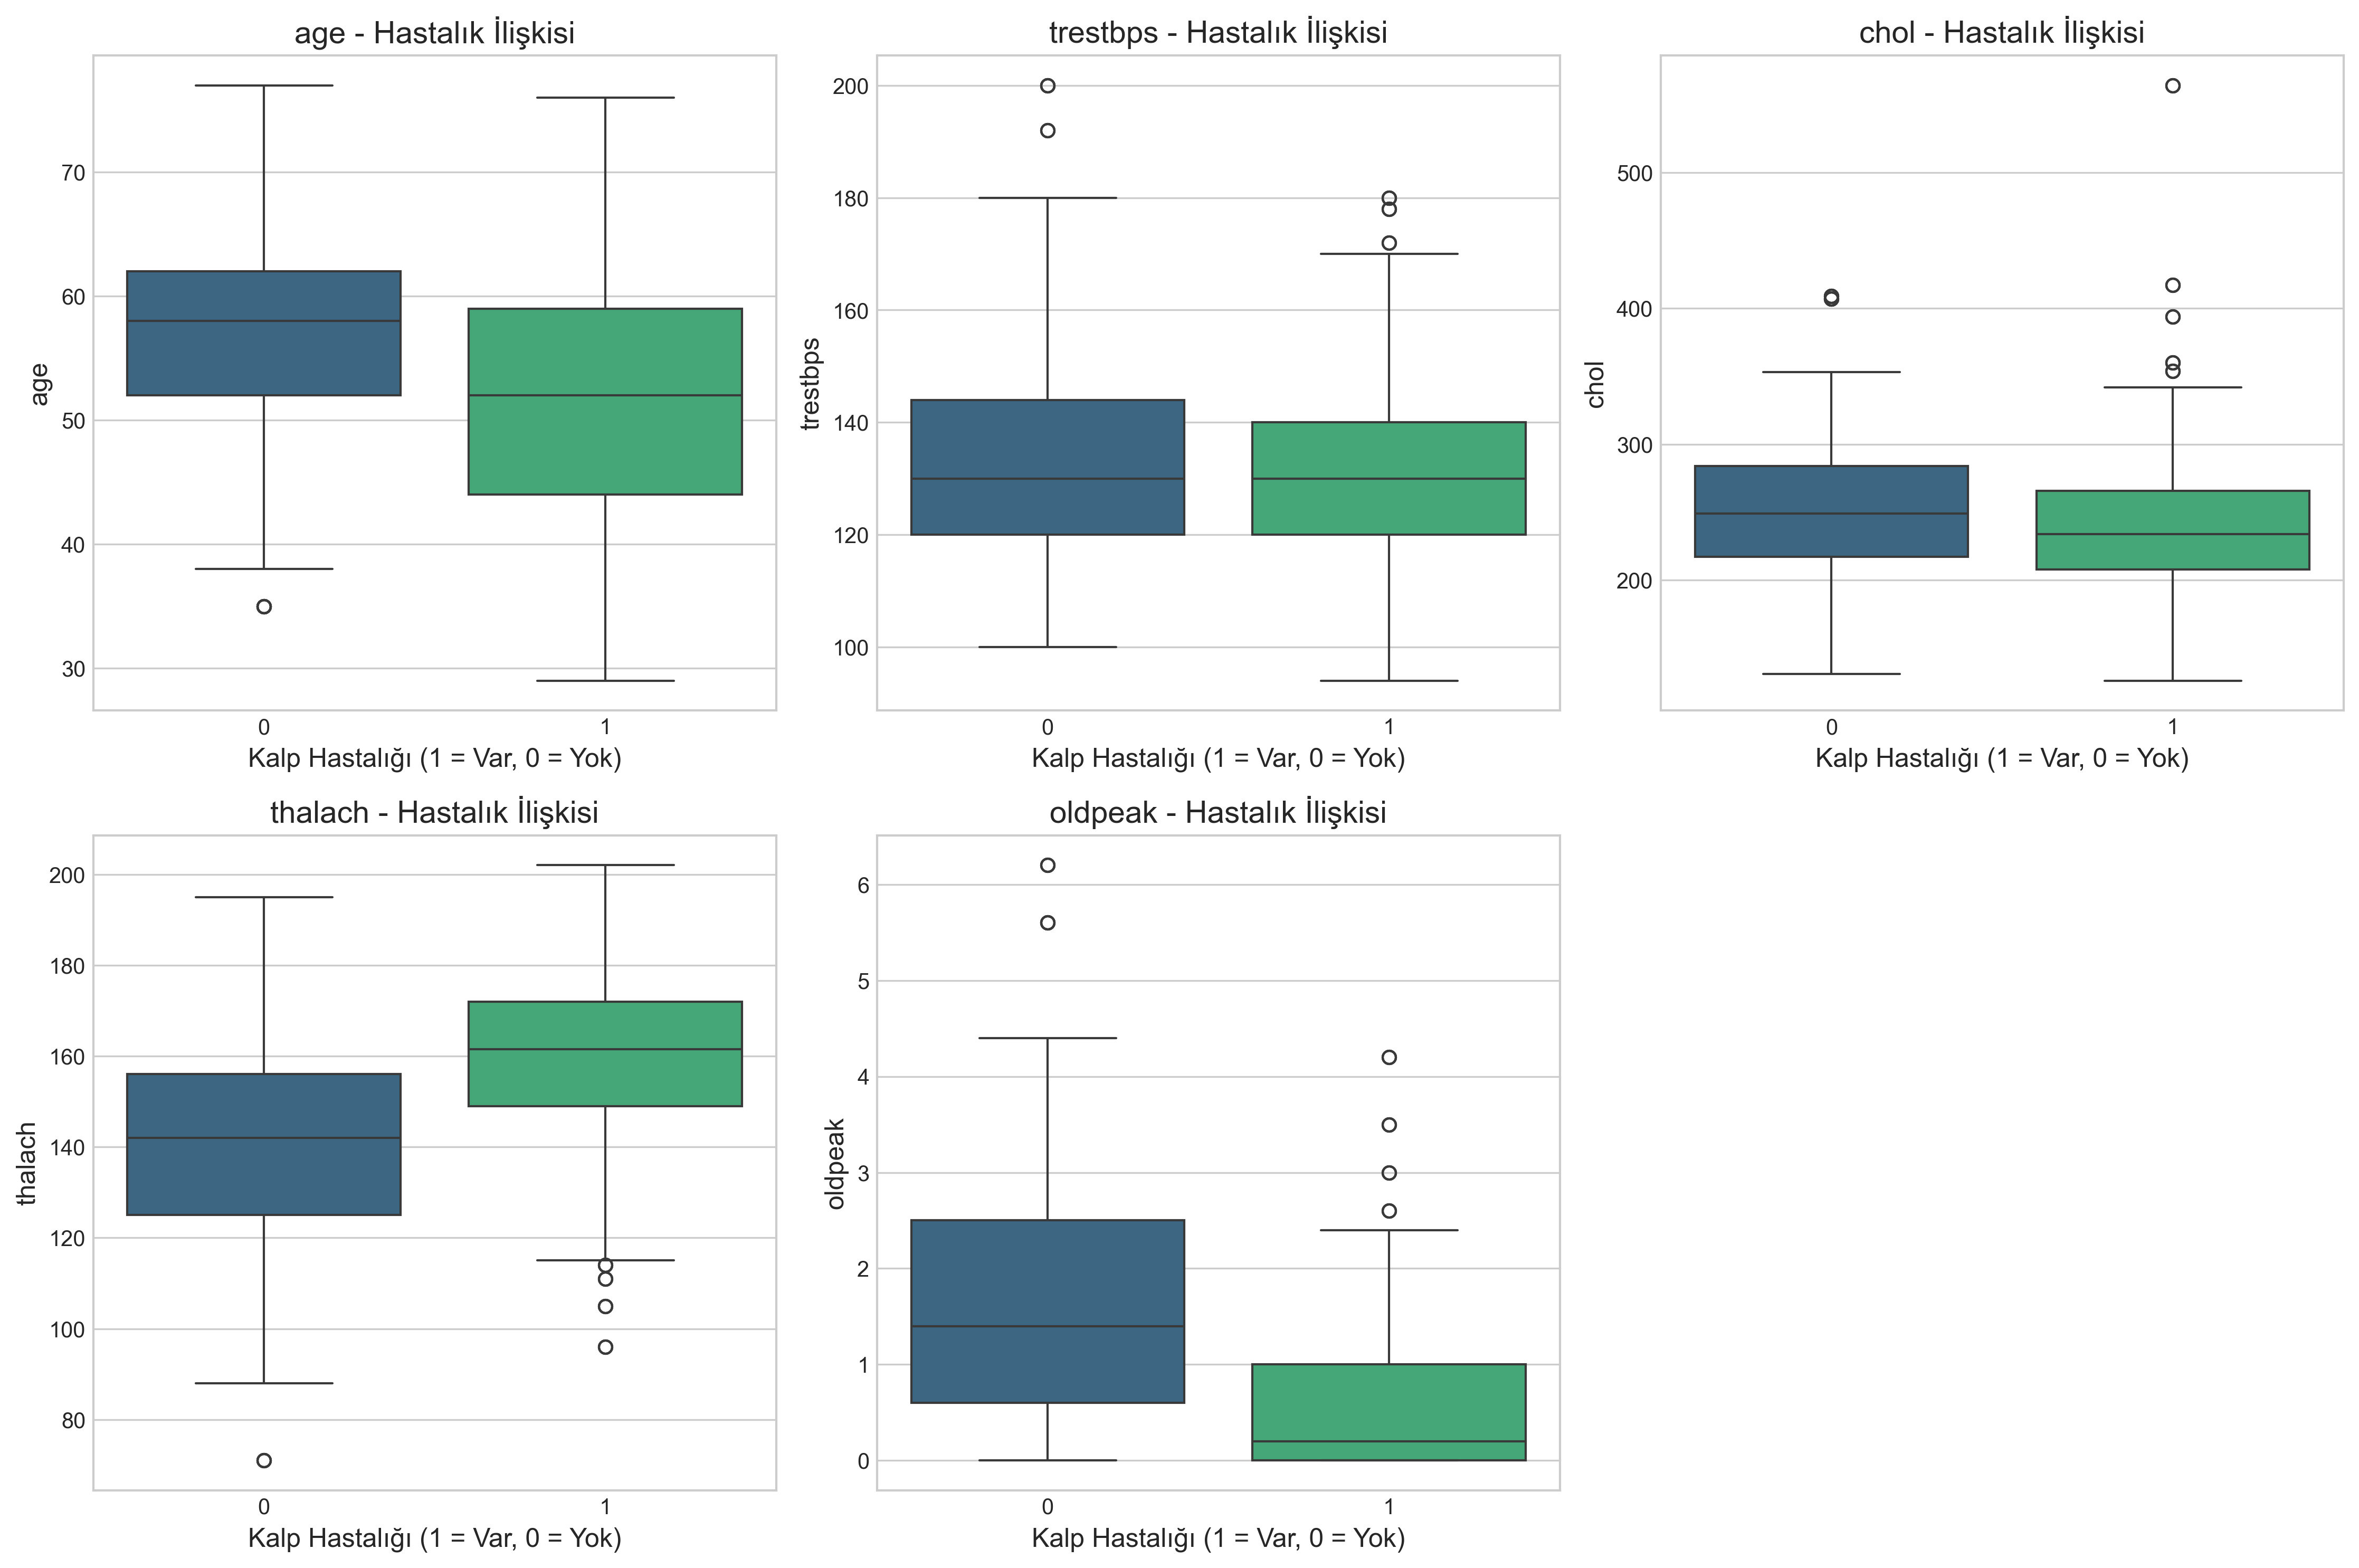 age - Hastalık İlişkisi
age
70
60
50
40
30
0 1
Kalp Hastalığı (1 = Var, 0 = Yok)
trestbps - Hastalık İlişkisi
trestbps
200
180
160
140
120
100
0 1
Kalp Hastalığı (1 = Var, 0 = Yok)
chol - Hastalık İlişkisi
chol
500
400
300
200
0 1
Kalp Hastalığı (1 = Var, 0 = Yok)
thalach - Hastalık İlişkisi
thalach
200
180
160
140
120
100
80
0 1
Kalp Hastalığı (1 = Var, 0 = Yok)
oldpeak - Hastalık İlişkisi
oldpeak
6
5
4
3
2
1
0
0 1
Kalp Hastalığı (1 = Var, 0 = Yok)